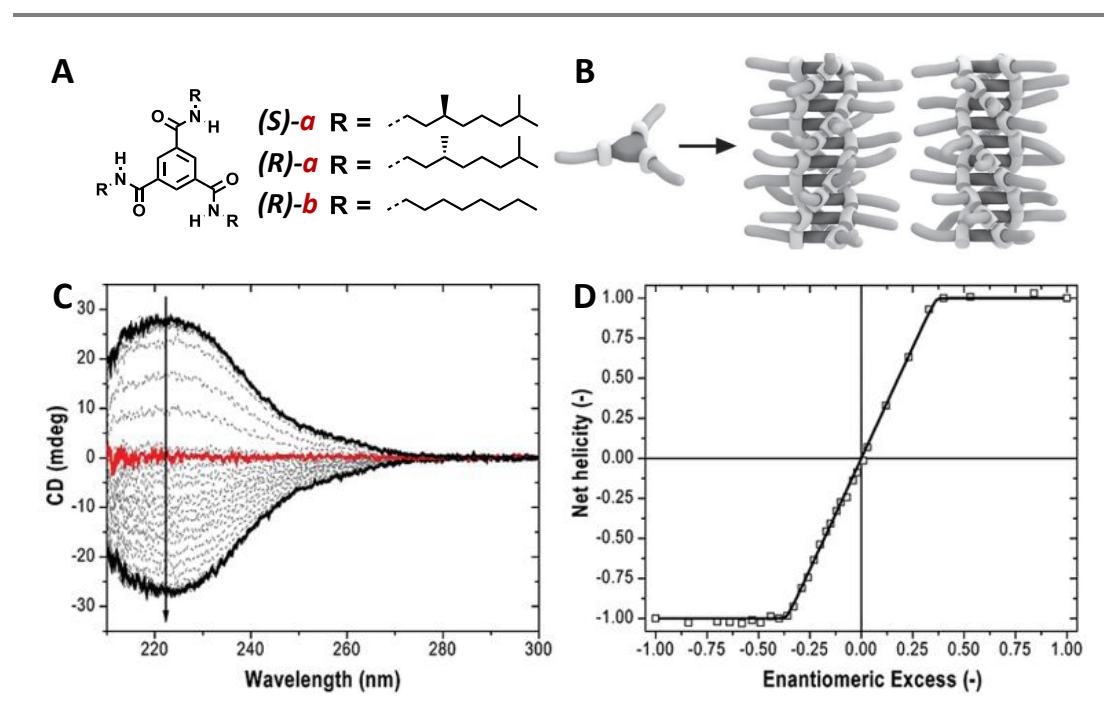 A
R
O
N
H
H
N
R
O
O
H
N
R
(S)-a R =
(R)-a R =
(R)-b R =
B
C
30
20
10
0
-10
-20
-30
CD (mdeg)
220 240 260 280 300
Wavelength (nm)
D
1.00
0.75
0.50
0.25
0.00
-0.25
-0.50
-0.75
-1.00
Net helicity (-)
-1.00 -0.75 -0.50 -0.25 0.00 0.25 0.50 0.75 1.00
Enantiomeric Excess (-)